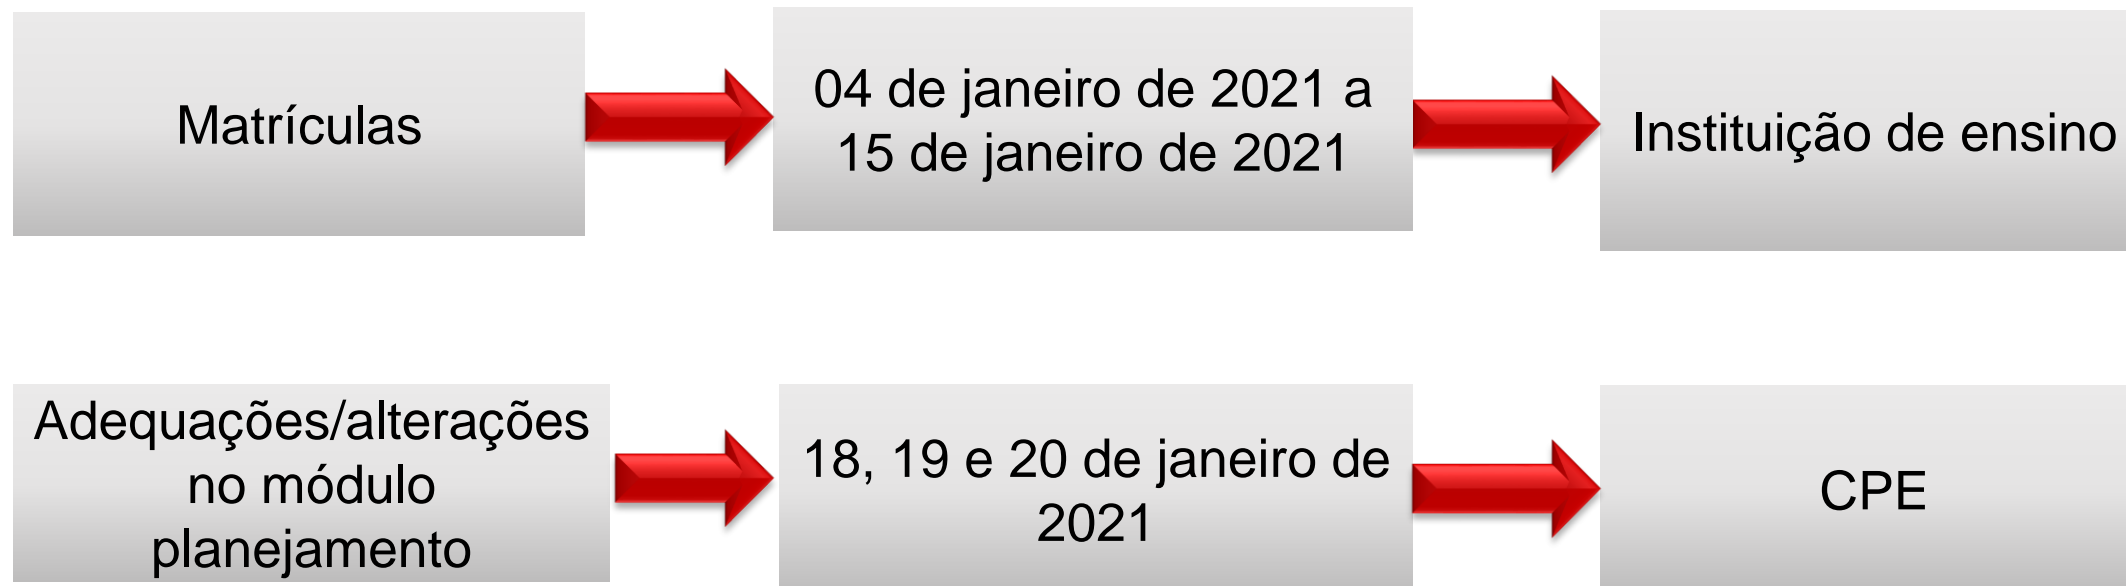 Matrículas
04 de janeiro de 2021 a
15 de janeiro de 2021
Instituição de ensino
Adequações/alterações
no módulo
planejamento
18, 19 e 20 de janeiro de
2021
CPE